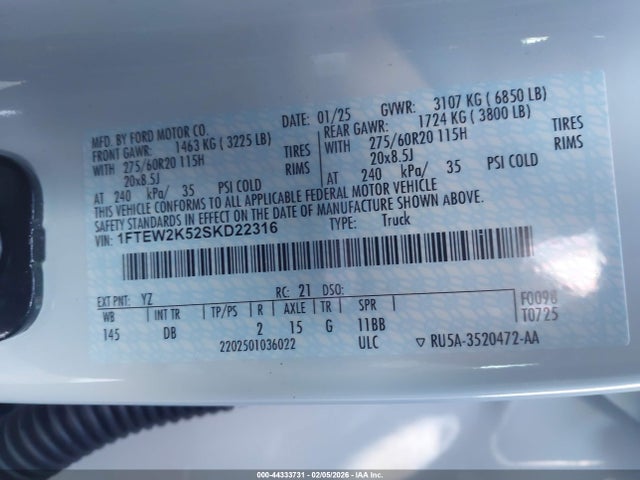 MFD. BY FORD MOTOR CO.
DATE: 01/25 GVWR: 3107 KG ( 6850 LB)
FRONT GAWR: 1463 KG ( 3225 LB)
REAR GAWR: 1724 KG ( 3800 LB)
WITH 275/60R20 115H TIRES
WITH 275/60R20 115H TIRES
20x8.5J RIMS
20x8.5J RIMS
AT 240 kPa/ 35 PSI COLD
AT 240 kPa/ 35 PSI COLD
THIS VEHICLE CONFORMS TO ALL APPLICABLE FEDERAL MOTOR VEHICLE
SAFETY STANDARDS IN EFFECT ON THE DATE OF MANUFACTURE SHOWN ABOVE.
VIN: 1FTEW2K52SKD22316 TYPE: Truck
EXT PNT: YZ RC: 21 DSO:
WB INT TR TP/PS R AXLE TR SPR
145 DB 2 15 G 11BB
2202501036022 ULC
F0098
T0725
RU5A-3520472-AA
000-44333731 - 02/05/2026 - IAA Inc.